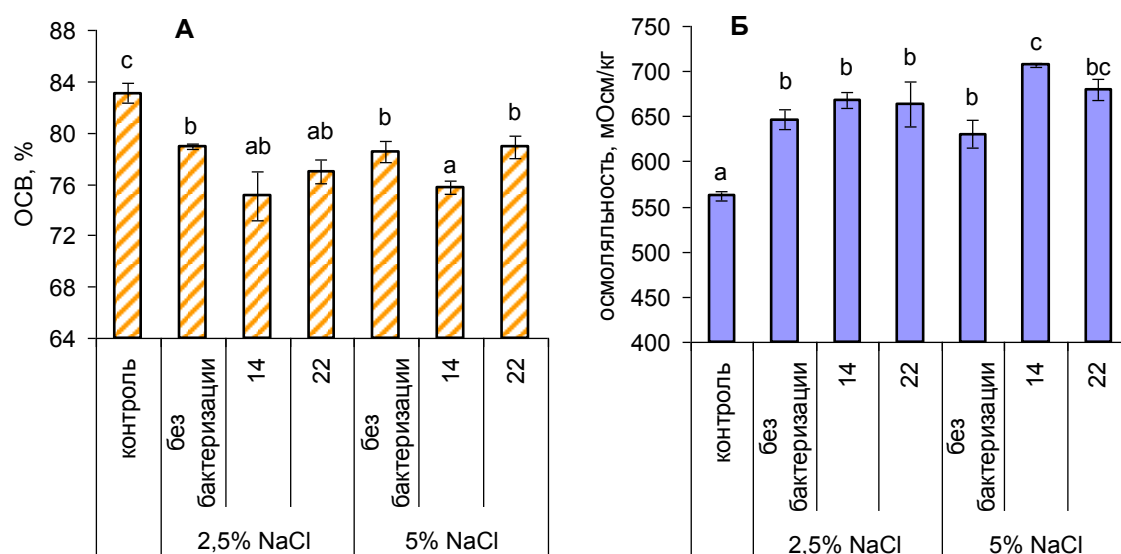 А
ОСВ, %
88
84
80
76
72
68
64
c
b
ab
ab
b
a
b
контроль
без
бактеризации
14
22
без
бактеризации
14
22
2,5% NaCl
5% NaCl
Б
осмоляльность, мОсм/кг
750
700
650
600
550
500
450
400
a
b
b
b
b
c
bc
контроль
без
бактеризации
14
22
без
бактеризации
14
22
2,5% NaCl
5% NaCl